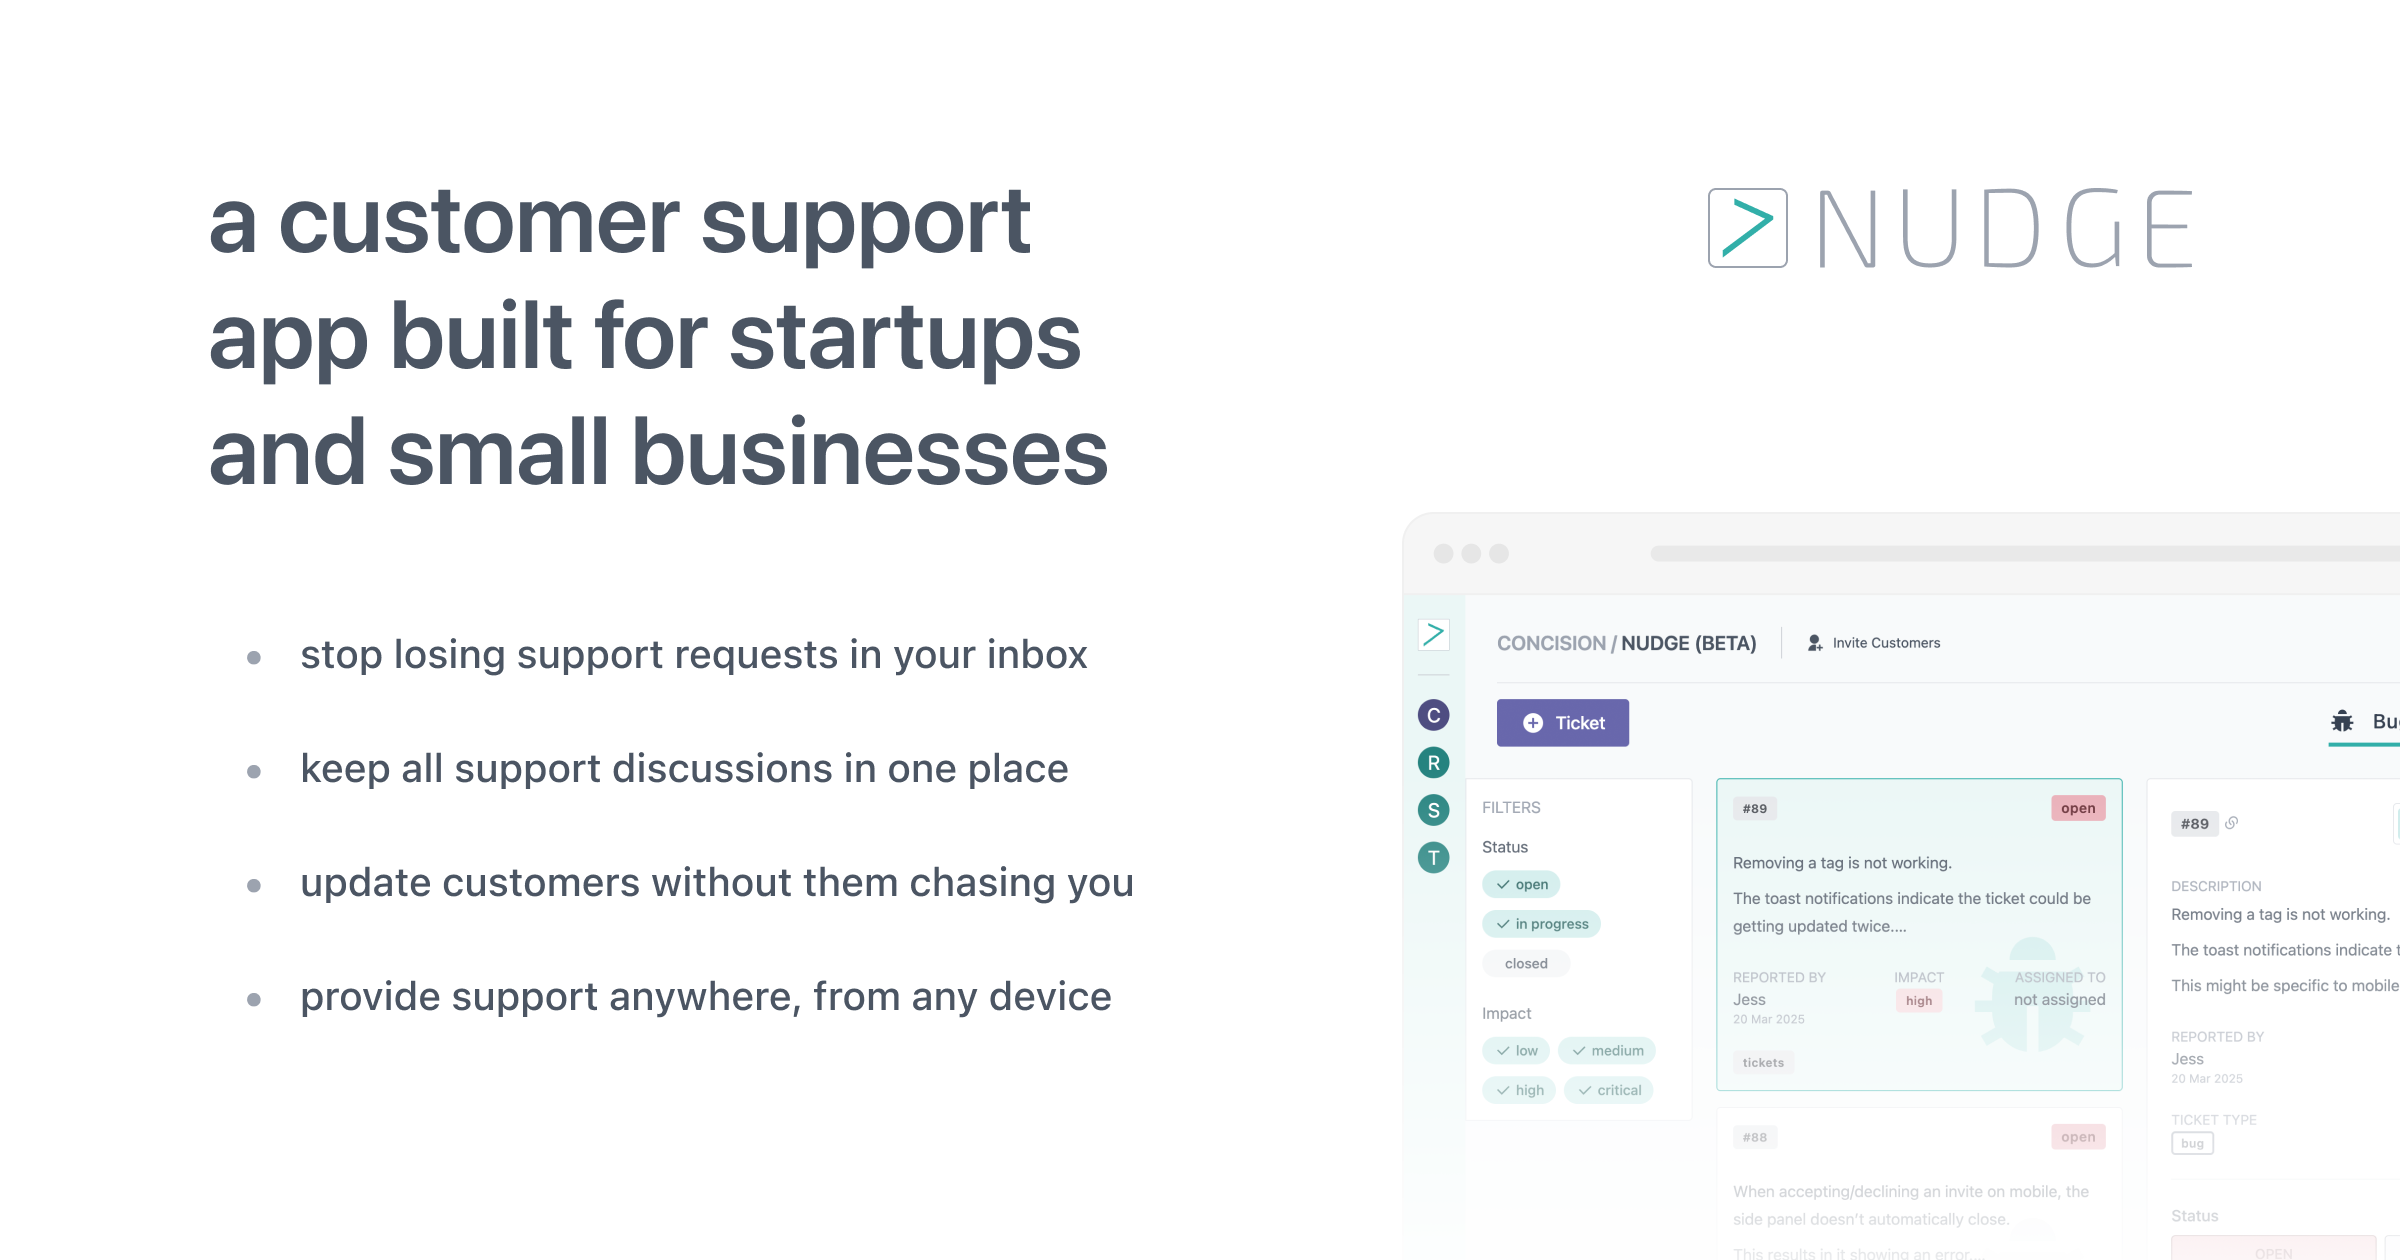 a customer support
app built for startups
and small businesses
stop losing support requests in your inbox
keep all support discussions in one place
update customers without them chasing you
provide support anywhere, from any device
NUDGE
CONCISION / NUDGE (BETA)
Invite Customers
Ticket
C
R
S
T
FILTERS
Status
open
in progress
closed
Impact
low medium
high critical
#89 open
Removing a tag is not working.
The toast notifications indicate the ticket could be
getting updated twice....
REPORTED BY IMPACT ASSIGNED TO
Jess high not assigned
20 Mar 2025
tickets
#88 open
When accepting/declining an invite on mobile, the
side panel doesn't automatically close.
This results in it showing an error....
#89
DESCRIPTION
Removing a tag is not working.
The toast notifications indicate
This might be specific to mobile
REPORTED BY
Jess
20 Mar 2025
TICKET TYPE
bug
Status
OPEN